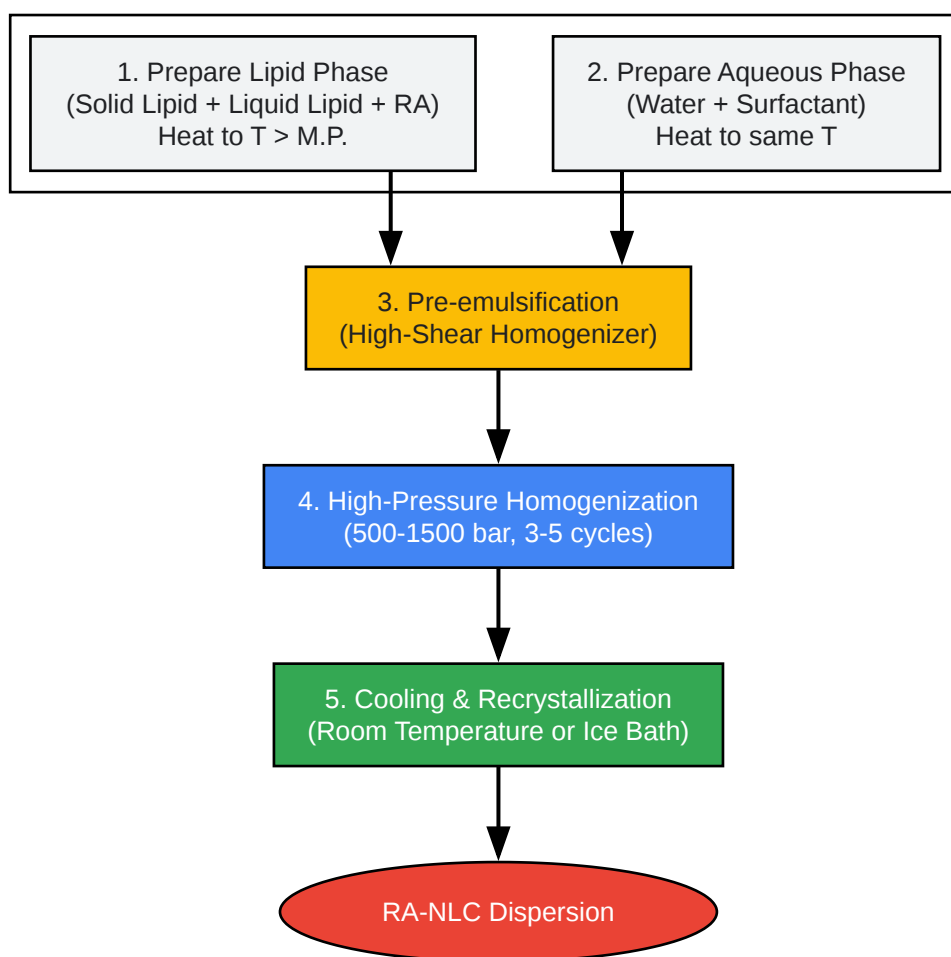 1. Prepare Lipid Phase
(Solid Lipid + Liquid Lipid + RA)
Heat to T > M.P.
2. Prepare Aqueous Phase
(Water + Surfactant)
Heat to same T
3. Pre-emulsification
(High-Shear Homogenizer)
4. High-Pressure Homogenization
(500-1500 bar, 3-5 cycles)
5. Cooling & Recrystallization
(Room Temperature or Ice Bath)
RA-NLC Dispersion